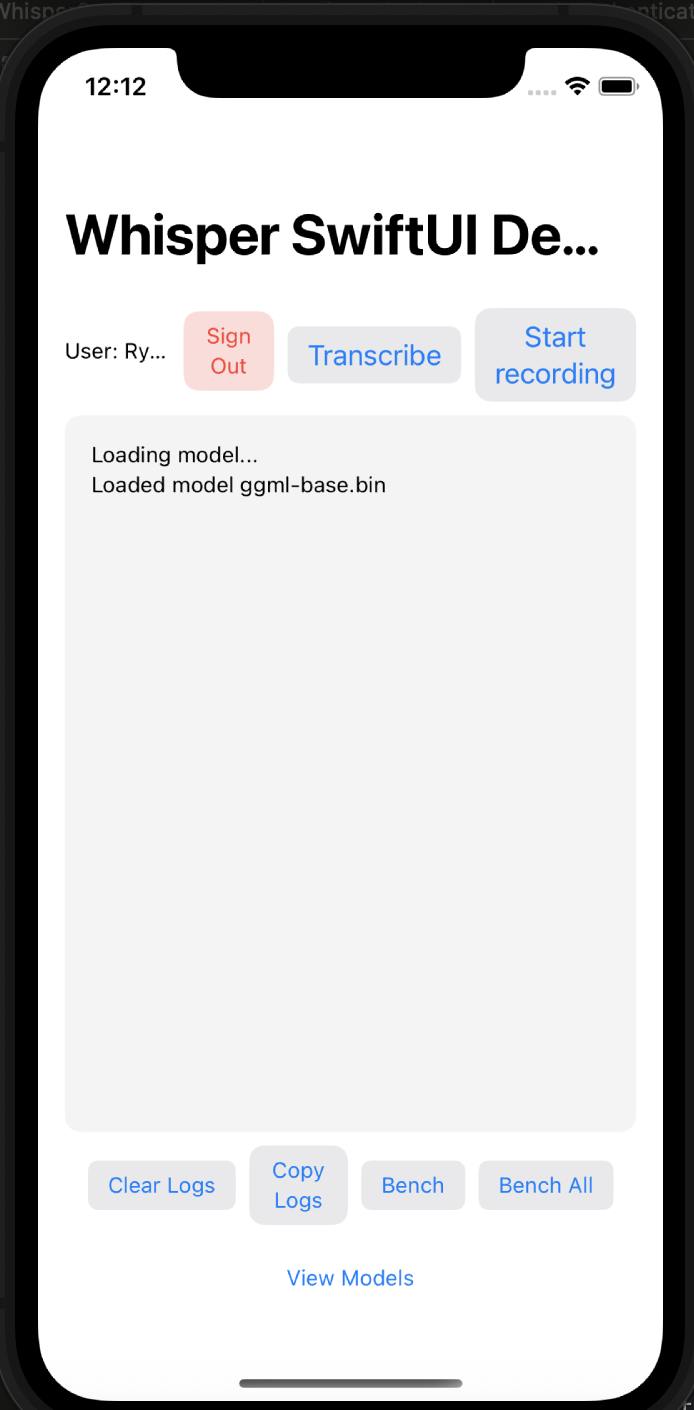 12:12
Whisper SwiftUI De...
User: Ry...
Sign
Out
Transcribe
Start
recording
Loading model...
Loaded model ggml-base.bin
Clear Logs
Copy
Logs
Bench
Bench All
View Models